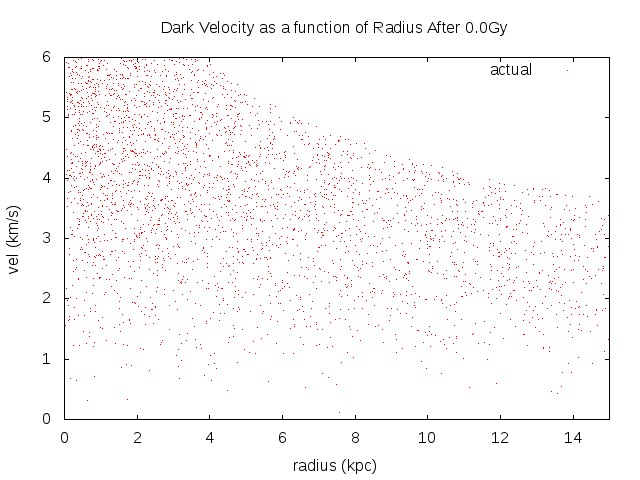 Dark Velocity as a function of Radius After 0.0Gy
actual
6
5
4
3
2
1
0
vel (km/s)
0 2 4 6 8 10 12 14
radius (kpc)